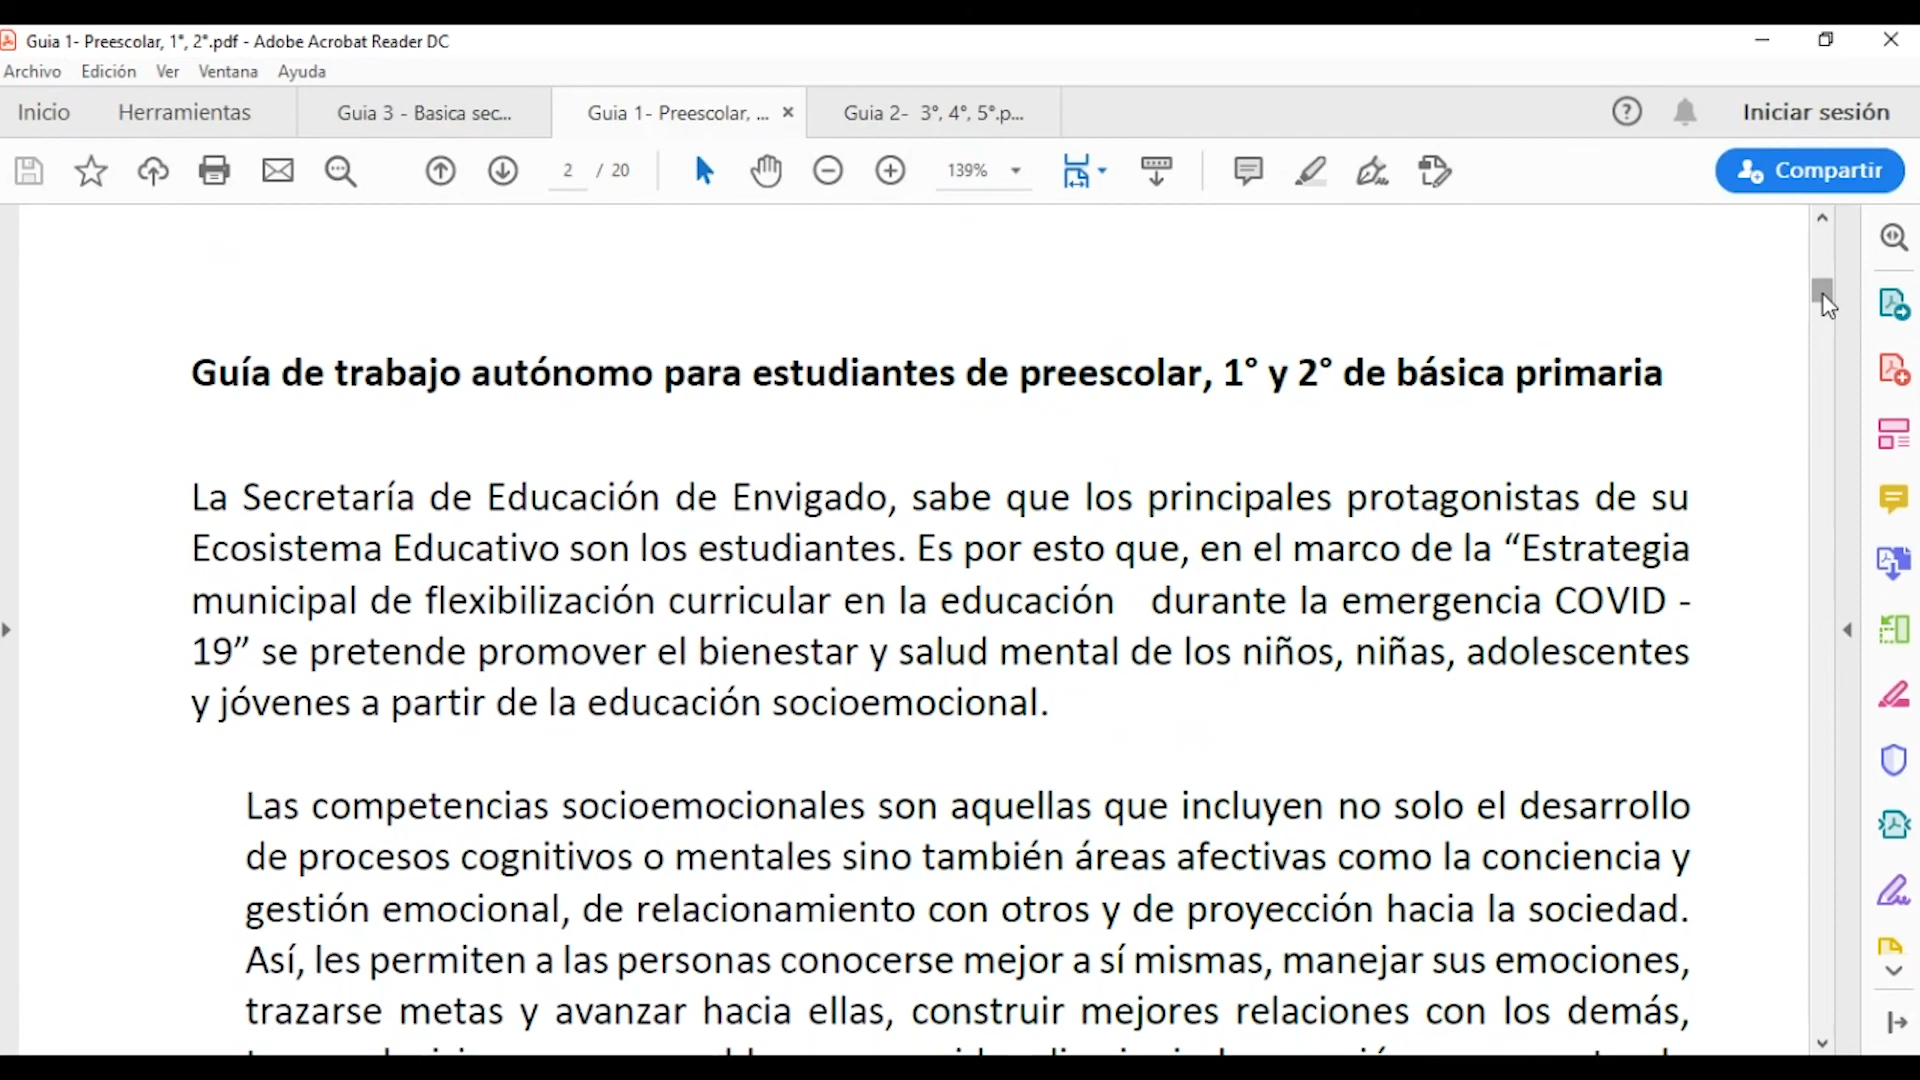 Guia 1- Preescolar, 1°, 2°.pdf - Adobe Acrobat Reader DC
Archivo Edición Ver Ventana Ayuda
Inicio Herramientas Guia 3 - Basica sec... Guia 1- Preescolar, ... Guia 2- 3°, 4°, 5°.p... Iniciar sesión
2 / 20 139% Compartir
Guía de trabajo autónomo para estudiantes de preescolar, 1° y 2° de básica primaria
La Secretaría de Educación de Envigado, sabe que los principales protagonistas de su
Ecosistema Educativo son los estudiantes. Es por esto que, en el marco de la “Estrategia
municipal de flexibilización curricular en la educación durante la emergencia COVID -
19” se pretende promover el bienestar y salud mental de los niños, niñas, adolescentes
y jóvenes a partir de la educación socioemocional.
Las competencias socioemocionales son aquellas que incluyen no solo el desarrollo
de procesos cognitivos o mentales sino también áreas afectivas como la conciencia y
gestión emocional, de relacionamiento con otros y de proyección hacia la sociedad.
Así, les permiten a las personas conocerse mejor a sí mismas, manejar sus emociones,
trazarse metas y avanzar hacia ellas, construir mejores relaciones con los demás,